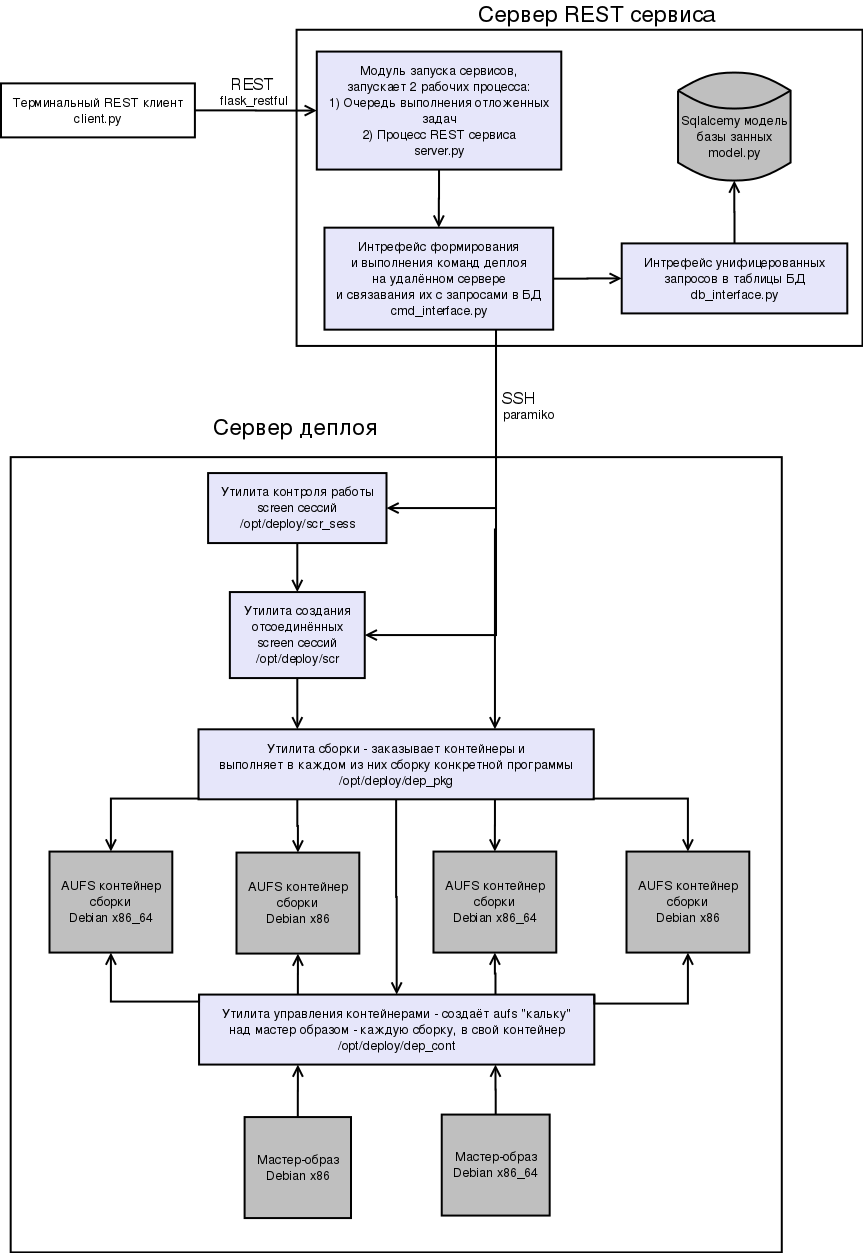 Сервер REST сервиса
Терминальный REST клиент
client.py
REST
flask_restful
Модуль запуска сервисов,
запускает 2 рабочих процесса:
1) Очередь выполнения отложенных
задач
2) Процесс REST сервиса
server.py
Sqlalcemy модель
базы занных
model.py
Интрефейс формирования
и выполнения команд деплоя
на удалённом сервере
и связавания их с запросами в БД
cmd_interface.py
Интрефейс унифицерованных
запросов в таблицы БД
db_interface.py
SSH
paramiko
Сервер деплоя
Утилита контроля работы
screen сессий
/opt/deploy/scr_sess
Утилита создания
отсоединённых
screen сессий
/opt/deploy/scr
Утилита сборки - заказывает контейнеры и
выполняет в каждом из них сборку конкретной программы
/opt/deploy/dep_pkg
AUFS контейнер
сборки
Debian x86_64
AUFS контейнер
сборки
Debian x86
AUFS контейнер
сборки
Debian x86_64
AUFS контейнер
сборки
Debian x86
Утилита управления контейнерами - создаёт aufs "кальку"
над мастер образом - каждую сборку, в свой контейнер
/opt/deploy/dep_cont
Мастер-образ
Debian x86
Мастер-образ
Debian x86_64